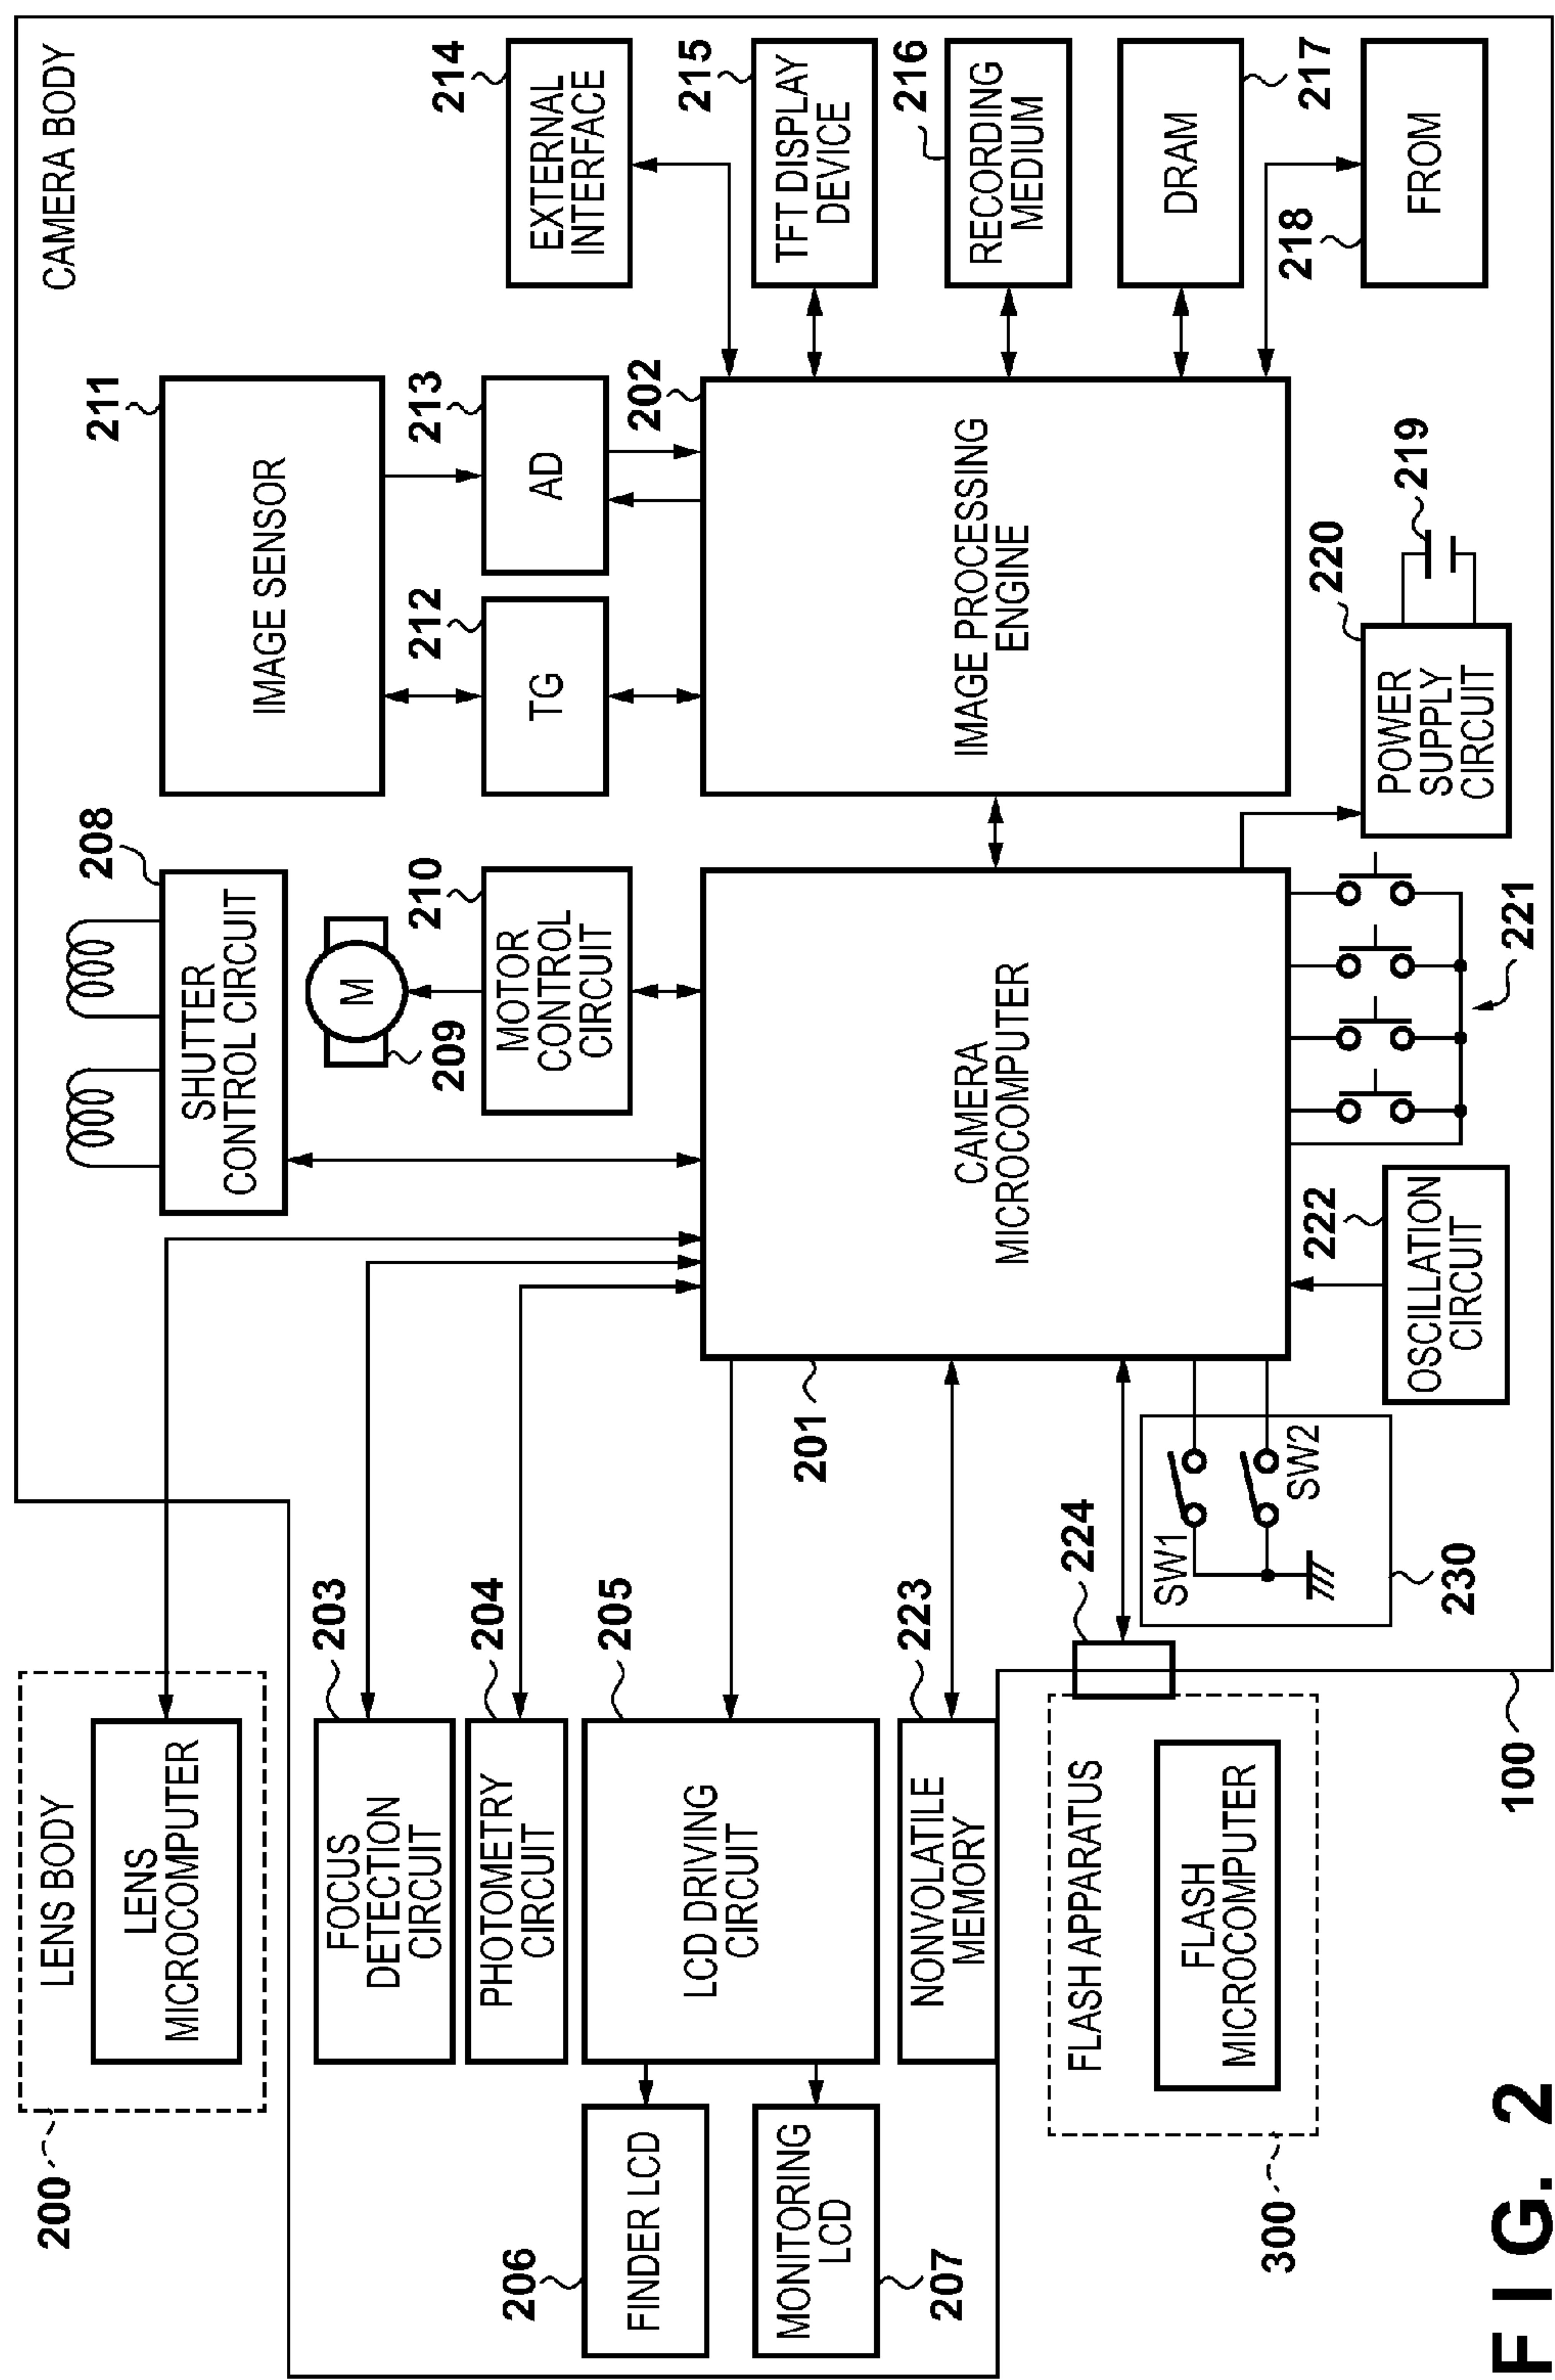 CAMERA BODY
LENS BODY
LENS
MICROCOMPUTER
200
208
SHUTTER
CONTROL CIRCUIT
211
IMAGE SENSOR
M
209
210
MOTOR
CONTROL
CIRCUIT
212
TG
213
AD
214
EXTERNAL
INTERFACE
203
FOCUS
DETECTION
CIRCUIT
204
PHOTOMETRY
CIRCUIT
205
LCD DRIVING
CIRCUIT
206
FINDER LCD
MONITORING
LCD
207
223
NONVOLATILE
MEMORY
201
CAMERA
MICROCOMPUTER
202
IMAGE PROCESSING
ENGINE
215
TFT DISPLAY
DEVICE
216
RECORDING
MEDIUM
DRAM
217
218
FROM
FLASH APPARATUS
FLASH
MICROCOMPUTER
300
224
SW1
SW2
230
222
OSCILLATION
CIRCUIT
221
220
POWER
SUPPLY
CIRCUIT
219
100
FIG. 2